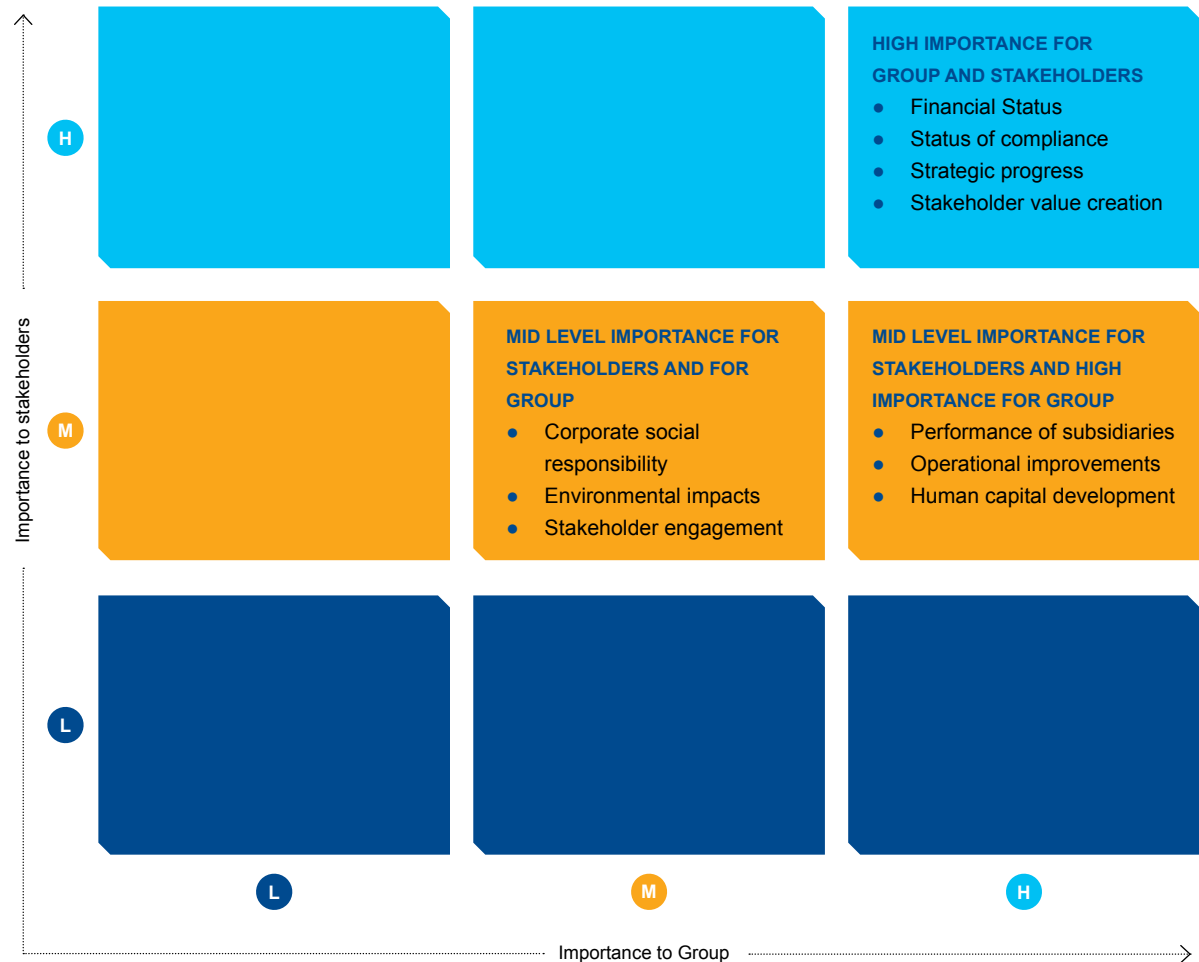 HIGH IMPORTANCE FOR
GROUP AND STAKEHOLDERS
● Financial Status
● Status of compliance
● Strategic progress
● Stakeholder value creation
H
Importance to stakeholders
MID LEVEL IMPORTANCE FOR
STAKEHOLDERS AND FOR
GROUP
● Corporate social
responsibility
● Environmental impacts
● Stakeholder engagement
MID LEVEL IMPORTANCE FOR
STAKEHOLDERS AND HIGH
IMPORTANCE FOR GROUP
● Performance of subsidiaries
● Operational improvements
● Human capital development
M
L
L
M
H
Importance to Group